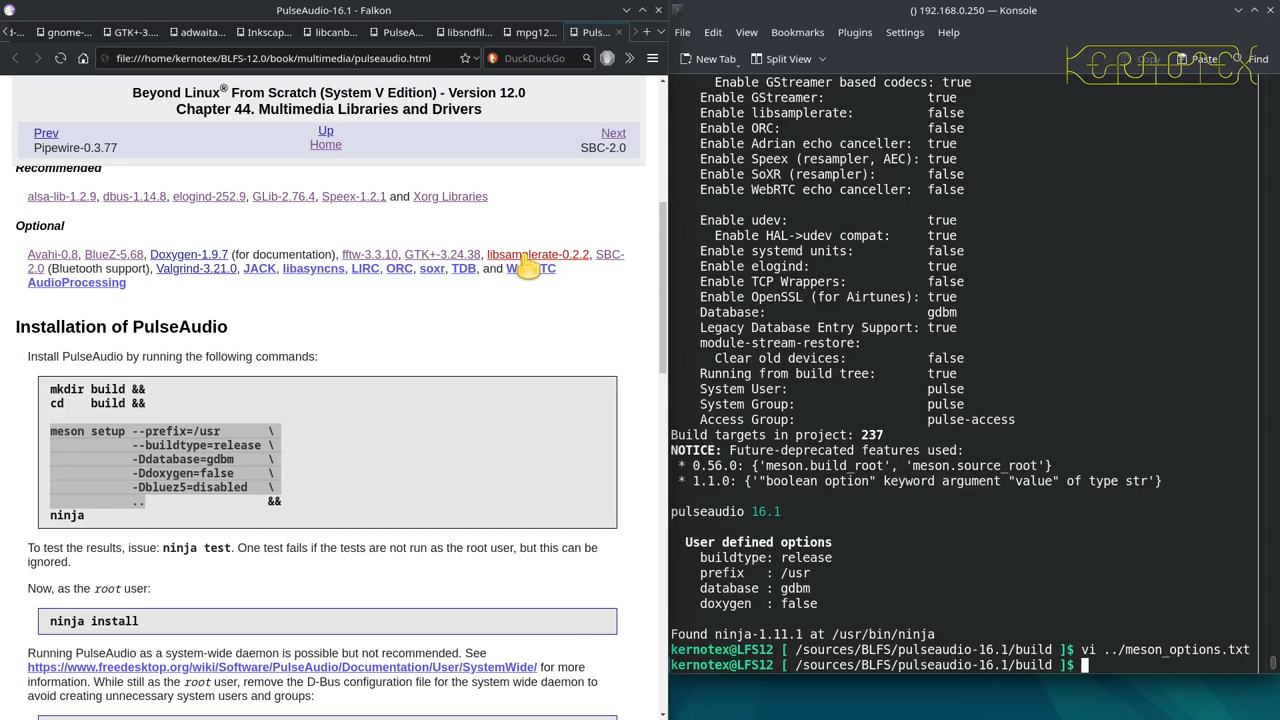 PulseAudio-16.1 - Falkon
gnome-...
GTK+-3....
adwaita...
Inkscap...
libcanb...
PulseA...
libsndfil...
mpg12...
Puls...
file:///home/kernotex/BLFS-12.0/book/multimedia/pulseaudio.html
DuckDuckGo
Beyond Linux® From Scratch (System V Edition) - Version 12.0
Chapter 44. Multimedia Libraries and Drivers
Prev
Up
Next
Pipewire-0.3.77
Home
SBC-2.0
Recommended
alsa-lib-1.2.9, dbus-1.14.8, elogind-252.9, GLib-2.76.4, Speex-1.2.1 and Xorg Libraries
Optional
Avahi-0.8, BlueZ-5.68, Doxygen-1.9.7 (for documentation), fftw-3.3.10, GTK+-3.24.38, libsamplerate-0.2.2, SBC-
2.0 (Bluetooth support), Valgrind-3.21.0, JACK, libasyncns, LIRC, ORC, soxr, TDB, and W TC
AudioProcessing
Installation of PulseAudio
Install PulseAudio by running the following commands:
mkdir build &&
cd    build &&
meson setup --prefix=/usr       \
            --buildtype=release \
            -Ddatabase=gdbm     \
            -Ddoxygen=false     \
            -Dbluez5=disabled   \
            ..                  &&
ninja
To test the results, issue: ninja test. One test fails if the tests are not run as the root user, but this can be
ignored.
Now, as the root user:
ninja install
Running PulseAudio as a system-wide daemon is possible but not recommended. See
https://www.freedesktop.org/wiki/Software/PulseAudio/Documentation/User/SystemWide/ for more
information. While still as the root user, remove the D-Bus configuration file for the system wide daemon to
avoid creating unnecessary system users and groups:
() 192.168.0.250 — Konsole
File Edit View Bookmarks Plugins Settings Help
New Tab
Split View
Copy
Paste
Find
Kernotex
Enable GStreamer based codecs: true
Enable GStreamer:              true
Enable libsamplerate:          false
Enable ORC:                    false
Enable Adrian echo canceller:  true
Enable Speex (resampler, AEC): true
Enable SoXR (resampler):       false
Enable WebRTC echo canceller:  false
Enable udev:                   true
Enable HAL->udev compat:     true
Enable systemd units:          false
Enable elogind:                true
Enable TCP Wrappers:           false
Enable OpenSSL (for Airtunes): true
Database:                      gdbm
Legacy Database Entry Support: true
module-stream-restore:
Clear old devices:           false
Running from build tree:       true
System User:                   pulse
System Group:                  pulse
Access Group:                  pulse-access
Build targets in project: 237
NOTICE: Future-deprecated features used:
* 0.56.0: {'meson.build_root', 'meson.source_root'}
* 1.1.0: {'"boolean option" keyword argument "value" of type str'}
pulseaudio 16.1
User defined options
buildtype: release
prefix   : /usr
database : gdbm
doxygen  : false
Found ninja-1.11.1 at /usr/bin/ninja
kernotex@LFS12 [ /sources/BLFS/pulseaudio-16.1/build ]$ vi ../meson_options.txt
kernotex@LFS12 [ /sources/BLFS/pulseaudio-16.1/build ]$